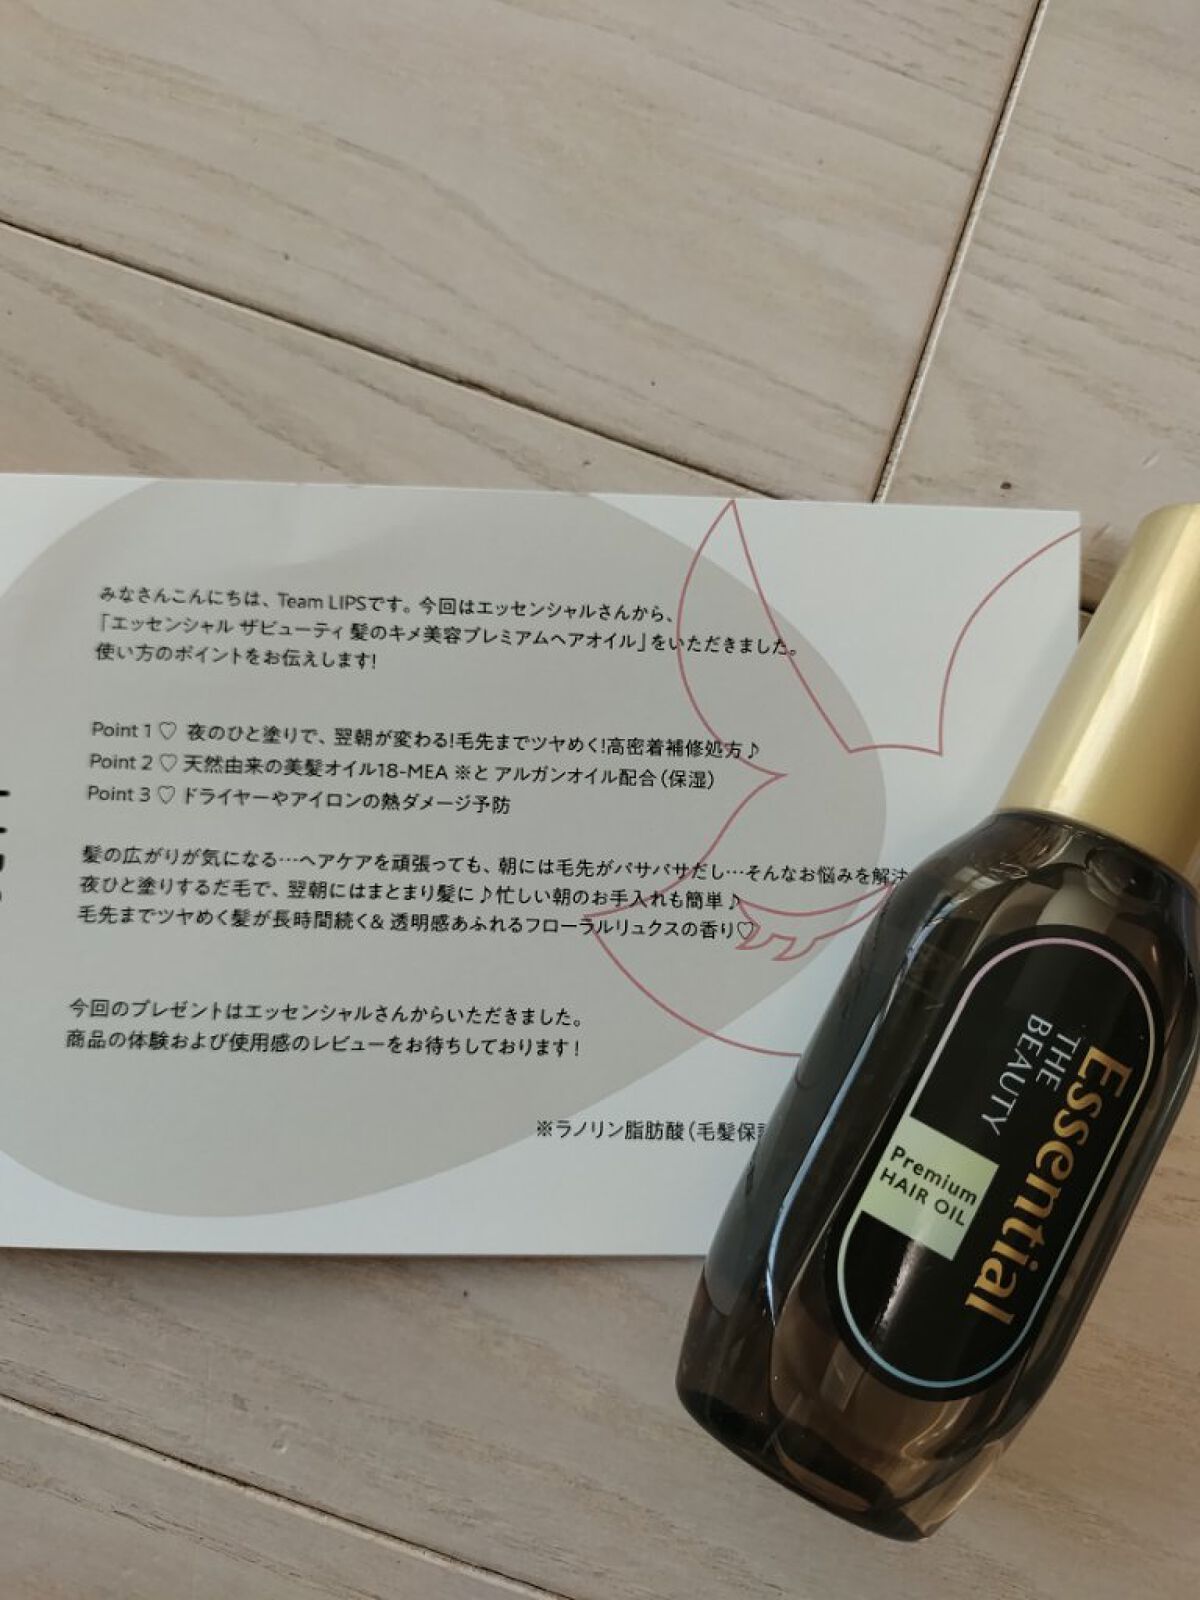 みなさんこんにちは、Team LIPSです。今回はエッセンシャルさんから、
「エッセンシャル ザビューティ 髪のキメ美容プレミアムヘアオイル」をいただきました。
使い方のポイントをお伝えします!
Point 1 ♡ 夜のひと塗りで、翌朝が変わる!毛先までツヤめく!高密着補修処方♪
Point 2 ♡ 天然由来の美髪オイル18-MEA ※と アルガンオイル配合(保湿)
Point 3 ♡ ドライヤーやアイロンの熱ダメージ予防
髪の広がりが気になる…ヘアケアを頑張っても、朝には毛先がパサパサだし…そんなお悩みを解決
夜ひと塗りするだ毛で、翌朝にはまとまり髪に♪忙しい朝のお手入れも簡単♪
毛先までツヤめく髪が長時間続く& 透明感あふれるフローラルリュクスの香り♡
今回のプレゼントはエッセンシャルさんからいただきました。
商品の体験および使用感のレビューをお待ちしております!
※ラノリン脂肪酸(毛髪保
Essential
THE
BEAUTY
Premium
HAIR OIL